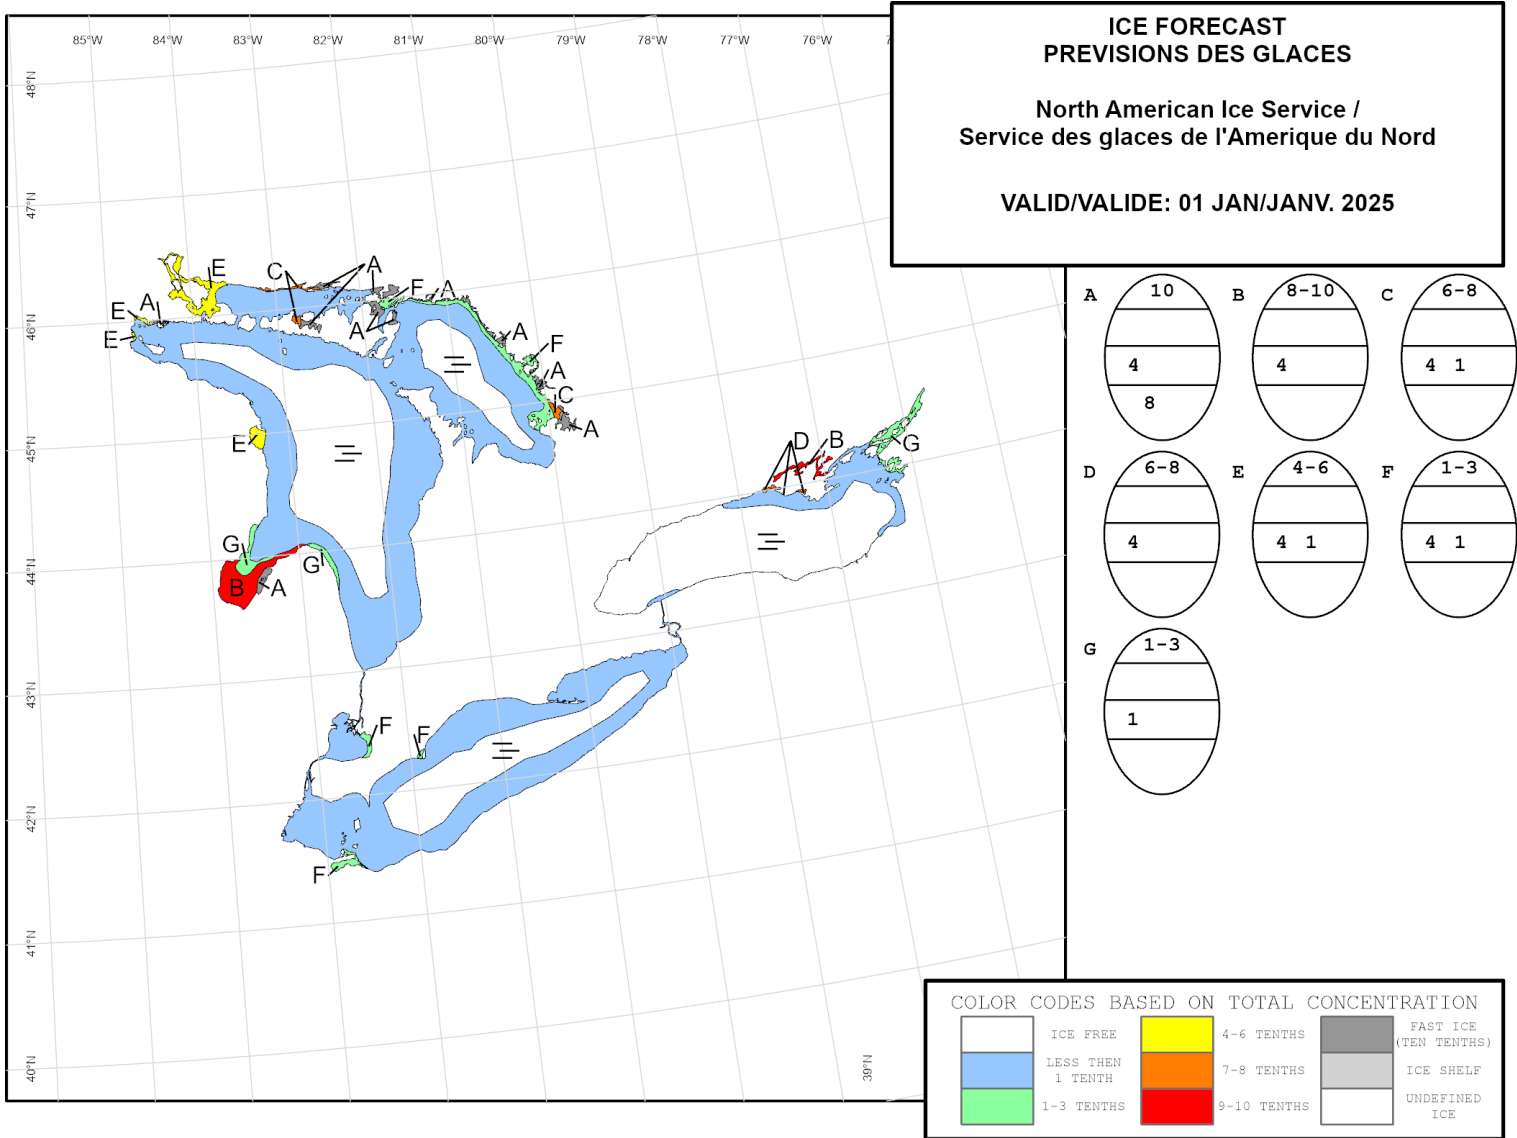 ICE FORECAST
PREVISIONS DES GLACES
North American Ice Service /
Service des glaces de l'Amerique du Nord
VALID/VALIDE: 01 JAN/JANV. 2025
85°W 84°W 83°W 82°W 81°W 80°W 79°W 78°W 77°W 76°W
48°N
47°N
46°N
45°N
44°N
43°N
42°N
41°N
40°N
39°N
E C A F A
E A A A
E F
A
C
A
E D B G
G G
B A
F F
F
A 10
4
8
B 8-10
4
C 6-8
4 1
D 6-8
4
E 4-6
4 1
F 1-3
4 1
G 1-3
1
COLOR CODES BASED ON TOTAL CONCENTRATION
ICE FREE
LESS THEN
1 TENTH
1-3 TENTHS
4-6 TENTHS
7-8 TENTHS
9-10 TENTHS
FAST ICE
(TEN TENTHS)
ICE SHELF
UNDEFINED
ICE